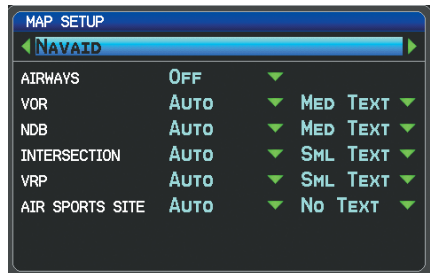 MAP SETUP
NAVAID
AIRWAYS OFF
VOR AUTO MED TEXT
NDB AUTO MED TEXT
INTERSECTION AUTO SML TEXT
VRP AUTO SML TEXT
AIR SPORTS SITE AUTO NO TEXT